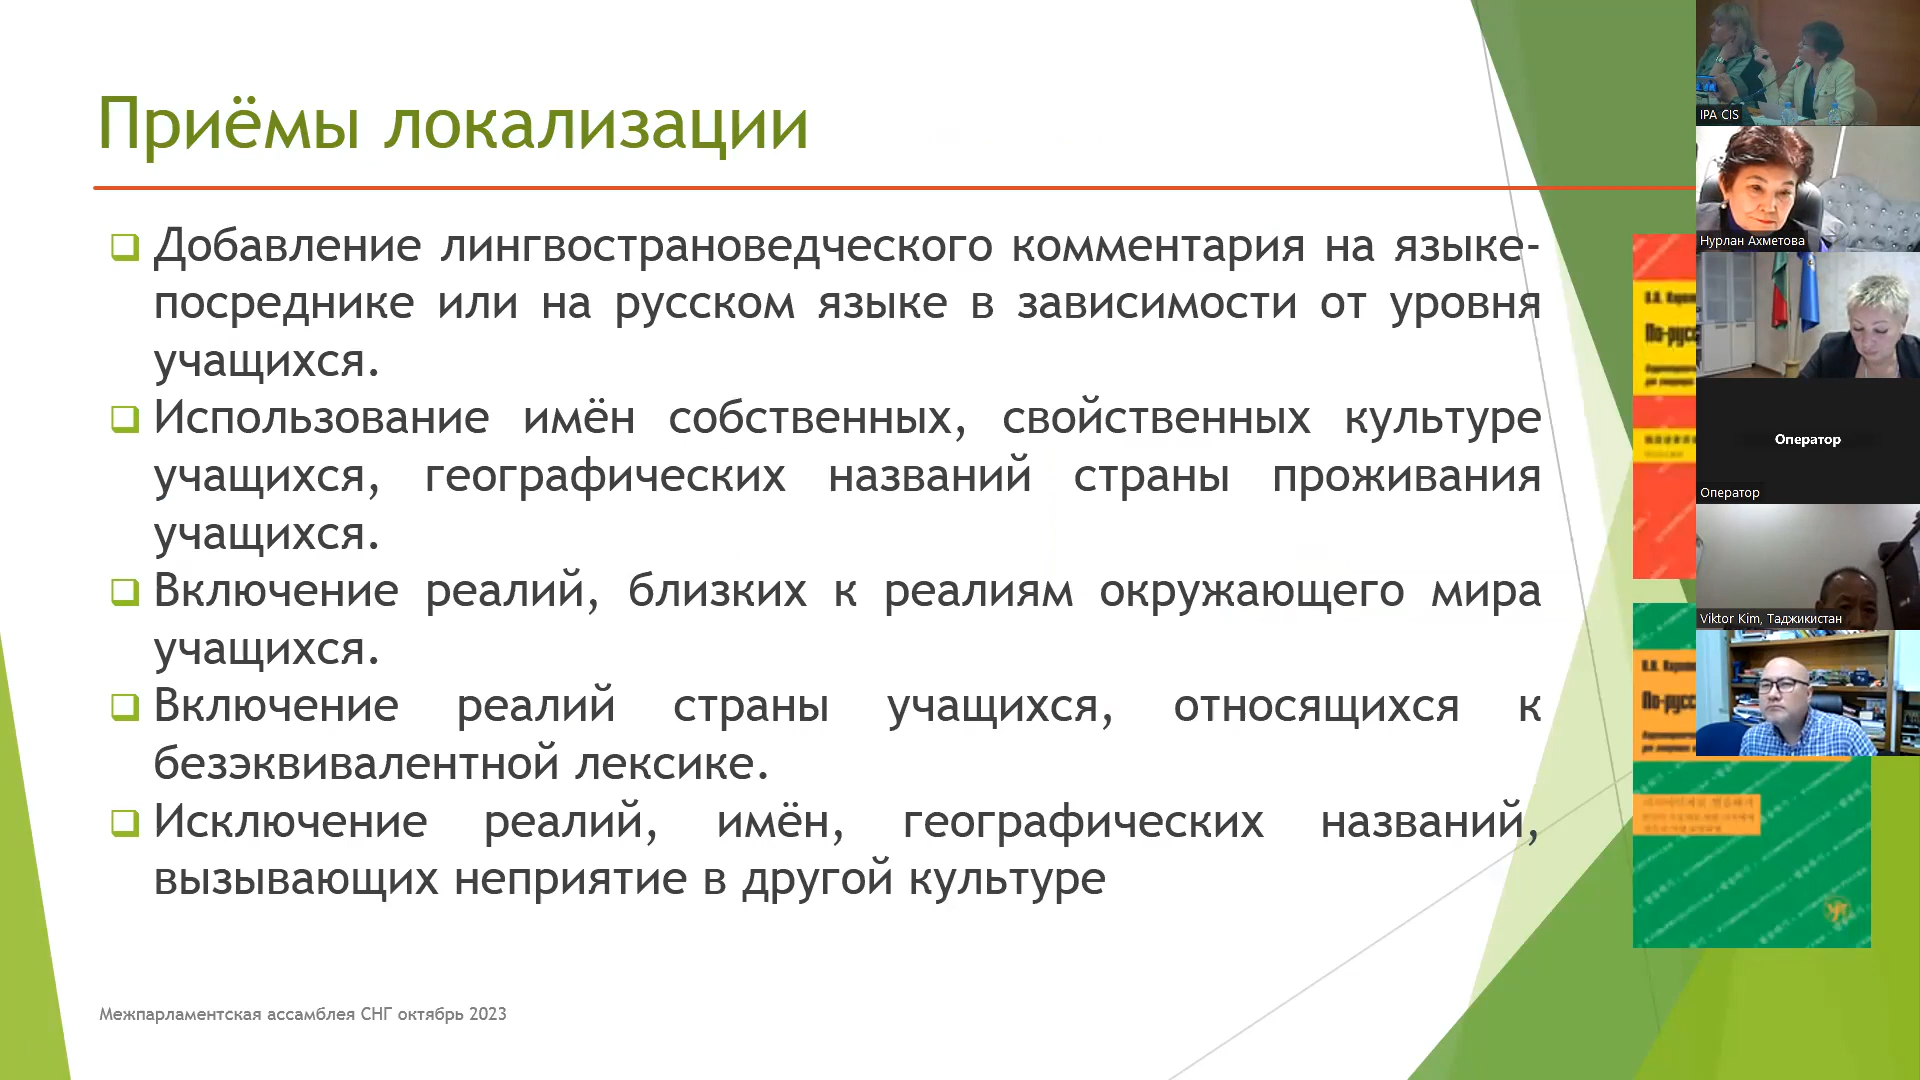 Приёмы локализации
Добавление лингвострановедческого комментария на языке-
посреднике или на русском языке в зависимости от уровня
учащихся.
Использование имён собственных, свойственных культуре
учащихся, географических названий страны проживания
учащихся.
Включение реалий, близких к реалиям окружающего мира
учащихся.
Включение реалий страны учащихся, относящихся к
безэквивалентной лексике.
Исключение реалий, имён, географических названий,
вызывающих неприятие в другой культуре
Межпарламентская ассамблея СНГ октябрь 2023
IPA CIS
Нурлан Ахметова
Оператор
Оператор
Viktor Kim, Таджикистан